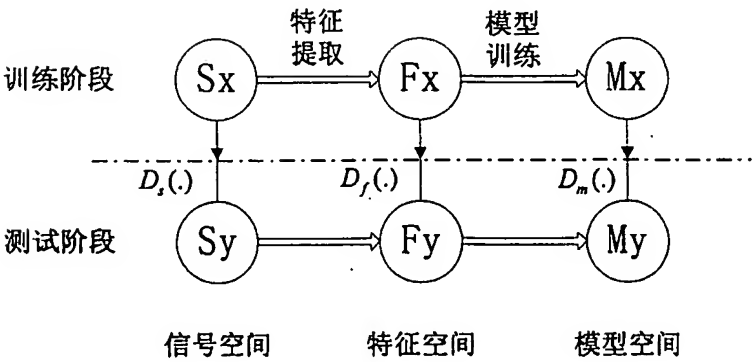 特征
提取
模型
训练
训练阶段
Sx
Fx
Mx
Ds(.)
Df(.)
Dm(.)
测试阶段
Sy
Fy
My
信号空间
特征空间
模型空间